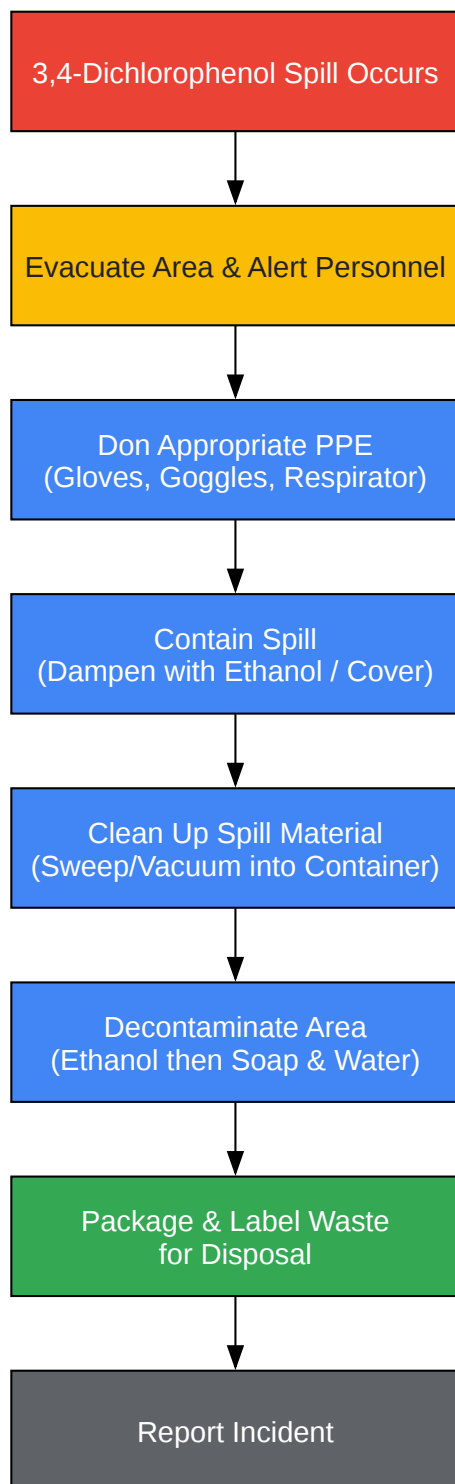 3,4-Dichlorophenol Spill Occurs
Evacuate Area & Alert Personnel
Don Appropriate PPE
(Gloves, Goggles, Respirator)
Contain Spill
(Dampen with Ethanol / Cover)
Clean Up Spill Material
(Sweep/Vacuum into Container)
Decontaminate Area
(Ethanol then Soap & Water)
Package & Label Waste
for Disposal
Report Incident